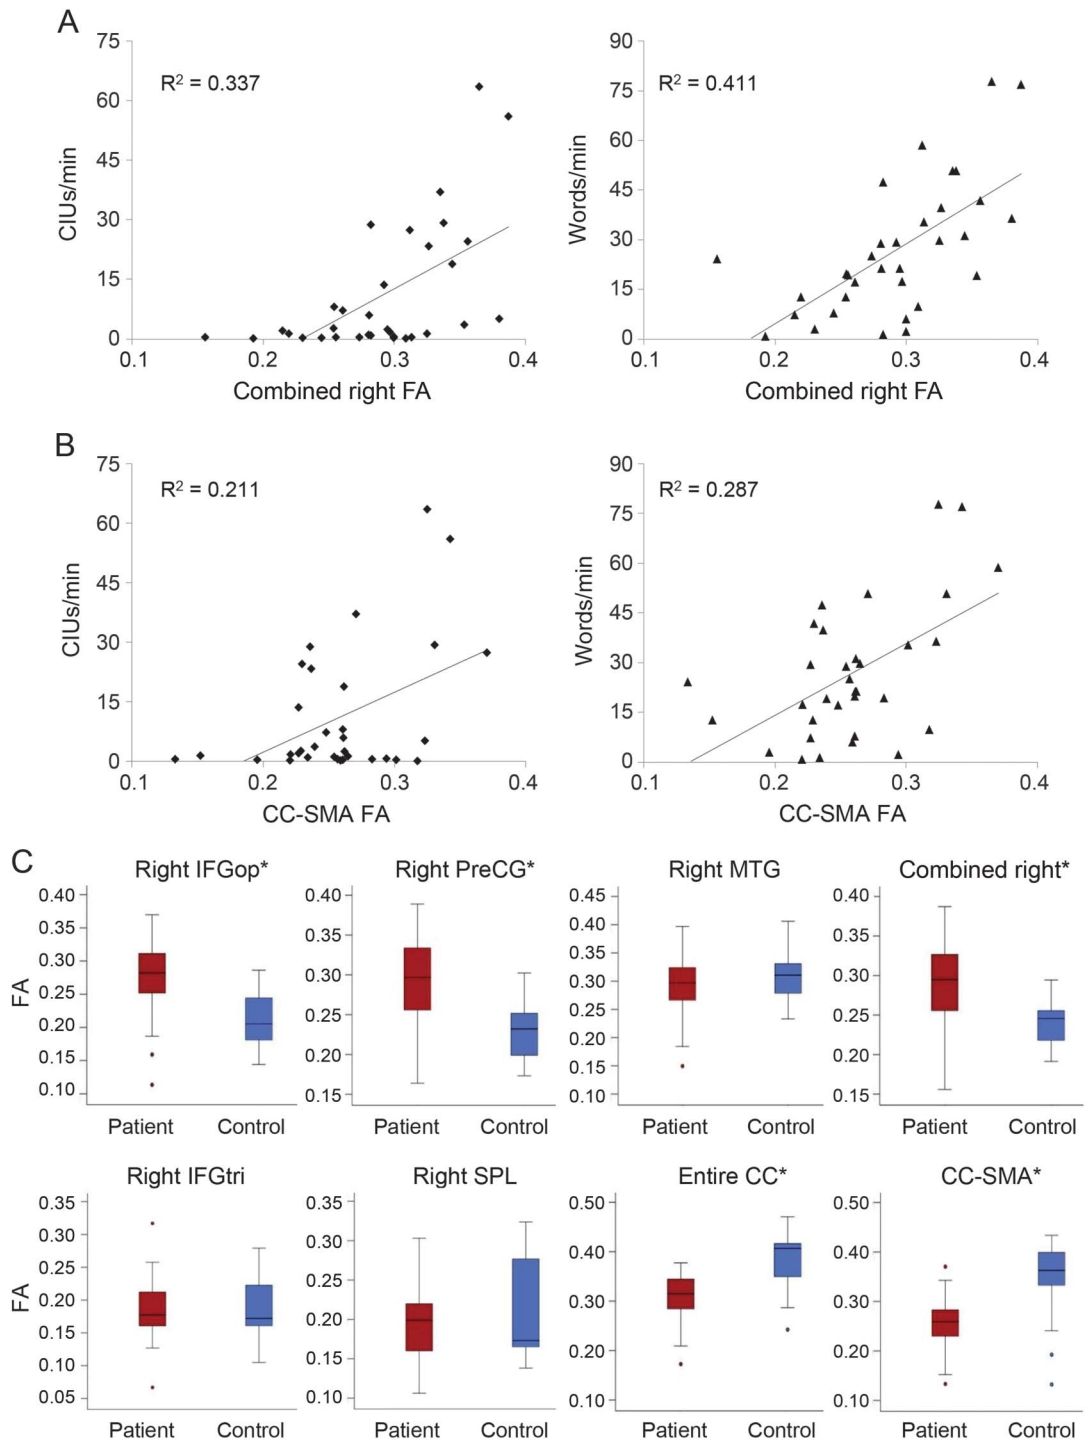 A
75
60
45
30
15
0
CIUs/min
R² = 0.337
0.1 0.2 0.3 0.4
Combined right FA
90
75
60
45
30
15
0
Words/min
R² = 0.411
0.1 0.2 0.3 0.4
Combined right FA
B
75
60
45
30
15
0
CIUs/min
R² = 0.211
0.1 0.2 0.3 0.4
CC-SMA FA
90
75
60
45
30
15
0
Words/min
R² = 0.287
0.1 0.2 0.3 0.4
CC-SMA FA
C
Right IFGop*
0.40
0.35
0.30
0.25
0.20
0.15
0.10
FA
Patient Control
Right PreCG*
0.40
0.35
0.30
0.25
0.20
0.15
Patient Control
Right MTG
0.45
0.40
0.35
0.30
0.25
0.20
0.15
0.10
Patient Control
Combined right*
0.40
0.35
0.30
0.25
0.20
0.15
Patient Control
Right IFGtri
0.35
0.30
0.25
0.20
0.15
0.10
0.05
FA
Patient Control
Right SPL
0.35
0.30
0.25
0.20
0.15
0.10
Patient Control
Entire CC*
0.50
0.40
0.30
0.20
0.10
Patient Control
CC-SMA*
0.50
0.40
0.30
0.20
0.10
Patient Control